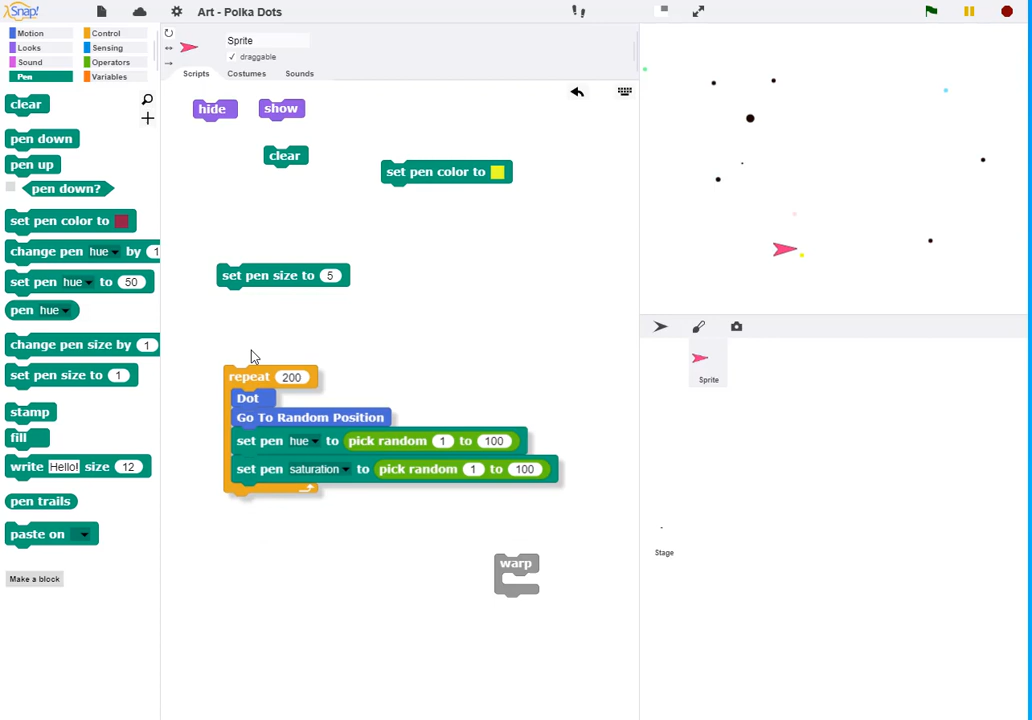 Snap!
Art - Polka Dots
Motion
Control
Looks
Sensing
Sound
Operators
Pen
Variables
Sprite
draggable
Scripts
Costumes
Sounds
clear
pen down
pen up
pen down?
set pen color to
change pen hue by 1
set pen hue to 50
pen hue
change pen size by 1
set pen size to 1
stamp
fill
write Hello! size 12
pen trails
paste on
Make a block
hide
show
clear
set pen color to
set pen size to 5
repeat 200
Dot
Go To Random Position
set pen hue to pick random 1 to 100
set pen saturation to pick random 1 to 100
warp
Sprite
Stage